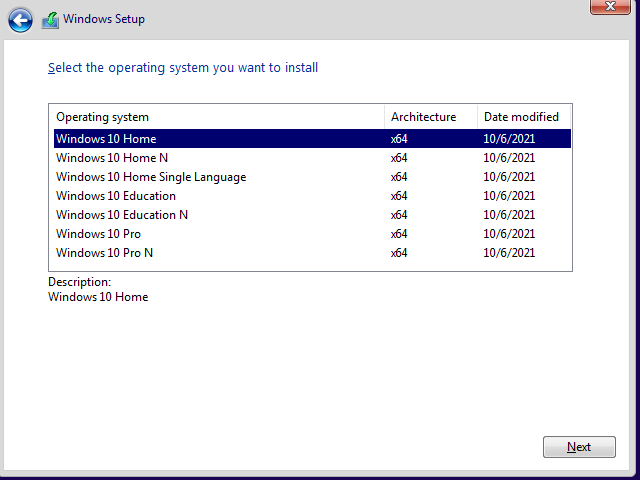 Windows Setup
Select the operating system you want to install
Operating system Architecture Date modified
Windows 10 Home x64 10/6/2021
Windows 10 Home N x64 10/6/2021
Windows 10 Home Single Language x64 10/6/2021
Windows 10 Education x64 10/6/2021
Windows 10 Education N x64 10/6/2021
Windows 10 Pro x64 10/6/2021
Windows 10 Pro N x64 10/6/2021
Description:
Windows 10 Home
Next